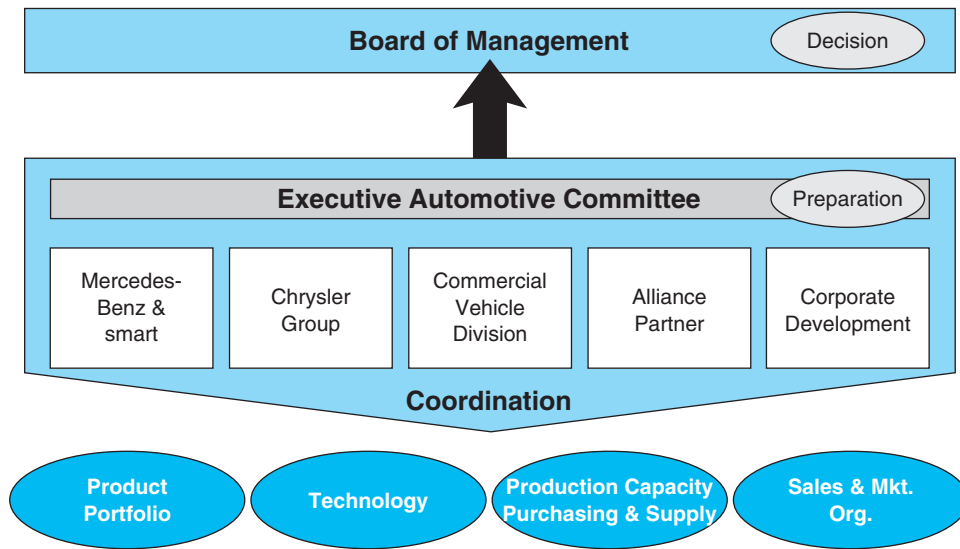 Board of Management
Decision
Executive Automotive Committee
Preparation
Mercedes-
Benz &
smart
Chrysler
Group
Commercial
Vehicle
Division
Alliance
Partner
Corporate
Development
Coordination
Product
Portfolio
Technology
Production Capacity
Purchasing & Supply
Sales & Mkt.
Org.